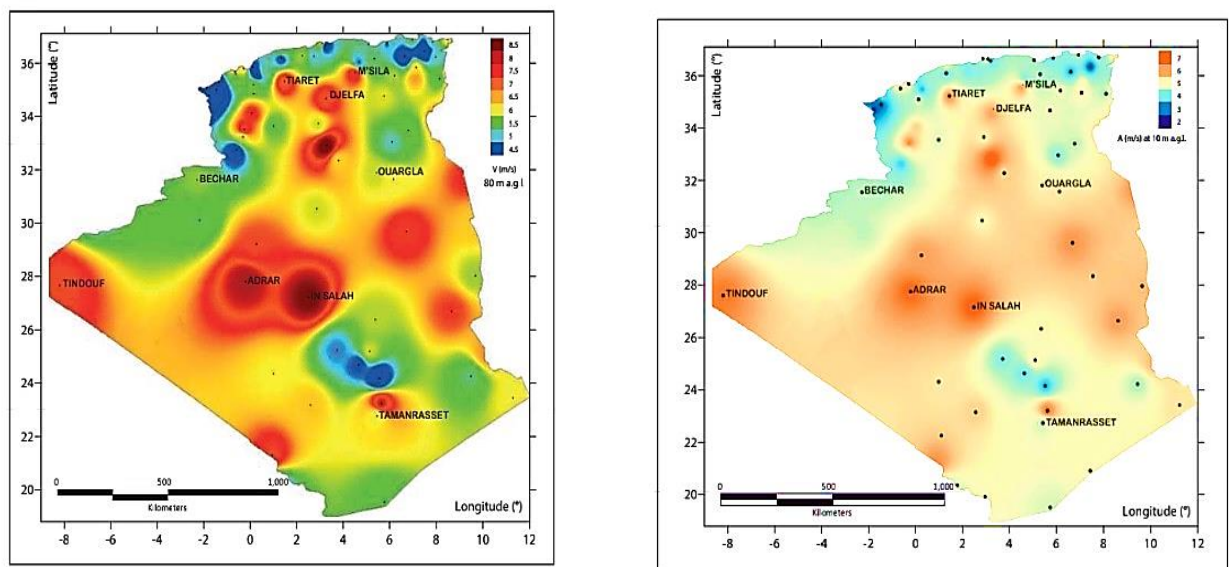 Latitude (°)
36
34
32
30
28
26
24
22
20
-8
-6
-4
-2
0
2
4
6
8
10
12
Longitude (°)
TIARET
M'SILA
DJELFA
OUARGLA
BECHAR
TINDOUF
ADRAR
IN SALAH
TAMANRASSET
8.5
8
7.5
7
6.5
6
5.5
5
4.5
V (m/s)
80 m a.g.l
0
500
1,000
Kilometers
Latitude (°)
36
34
32
30
28
26
24
22
20
-8
-6
-4
-2
0
2
4
6
8
10
12
Longitude (°)
TIARET
M'SILA
DJELFA
OUARGLA
BECHAR
TINDOUF
ADRAR
IN SALAH
TAMANRASSET
7
6
5
4
3
2
A (m/s) at 10 m a.g.l.
0
500
1,000
Kilometers